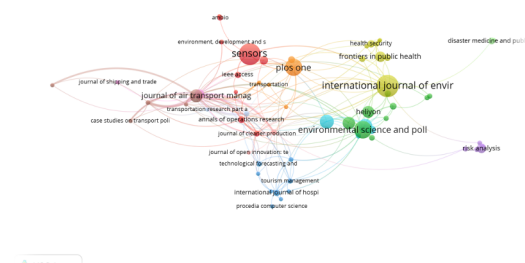 environment, development and s
health security
disaster medicine and publ
sensors
frontiers in public health
ieee access
plos one
journal of shipping and trade
transportation
international journal of envir
journal of air transport manag
transportation research part a
heliyon
case studies on transport poli
annals of operations research
environmental science and poll
journal of cleaner production
risk analysis
journal of open innovation: te
technological forecasting and
tourism management
international journal of hospi
procedia computer science